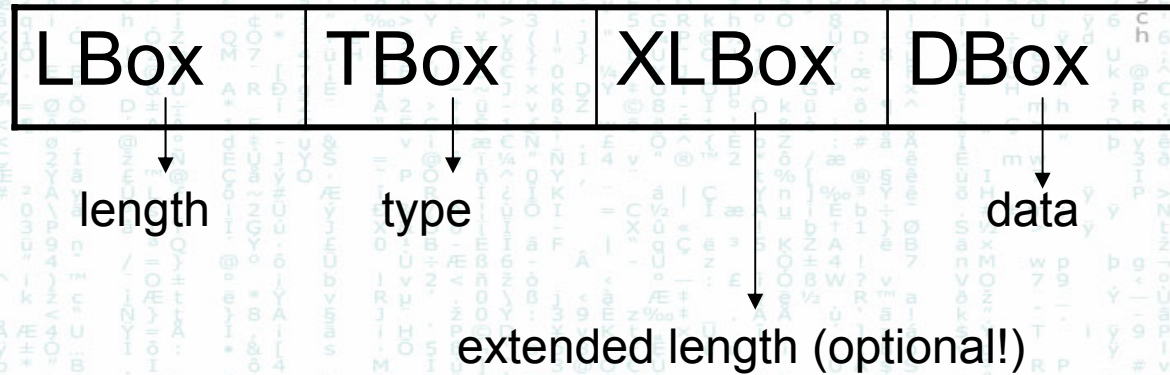 LBox TBox XLBox DBox
length type data
extended length (optional!)